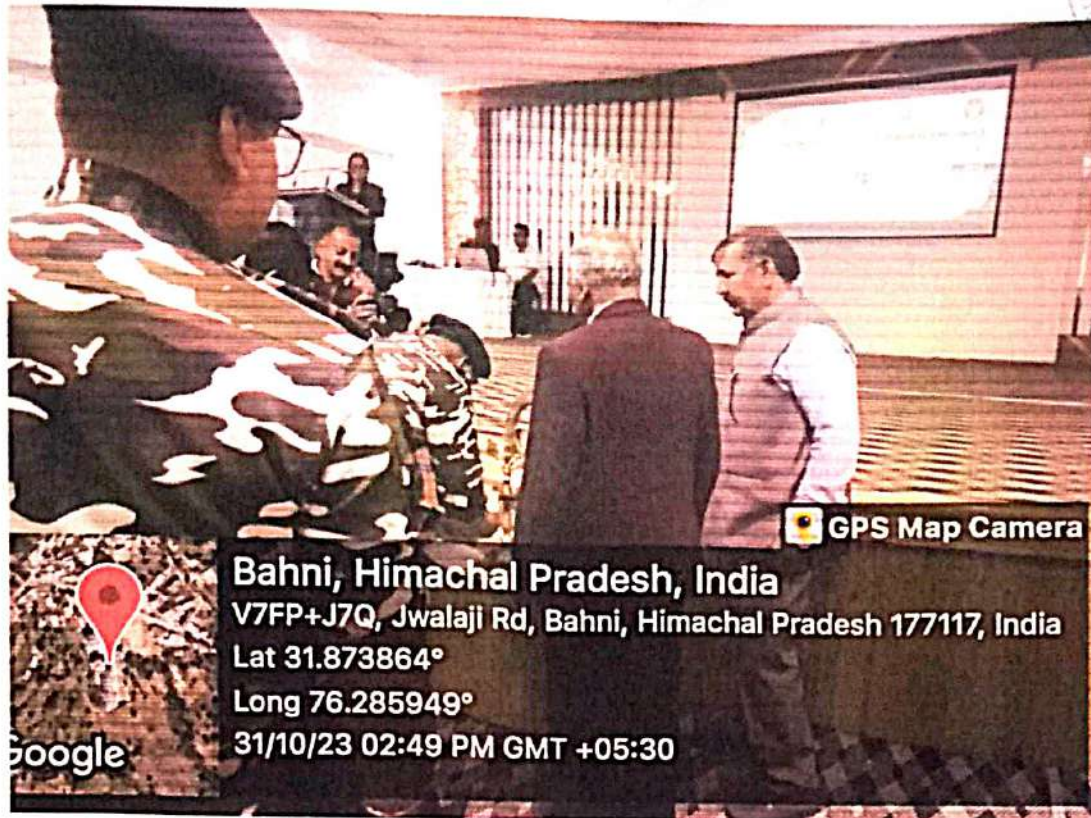 GPS Map Camera
Bahni, Himachal Pradesh, India
V7FP+J7Q, Jwalaji Rd, Bahni, Himachal Pradesh 177117, India
Lat 31.873864°
Long 76.285949°
31/10/23 02:49 PM GMT +05:30
Google